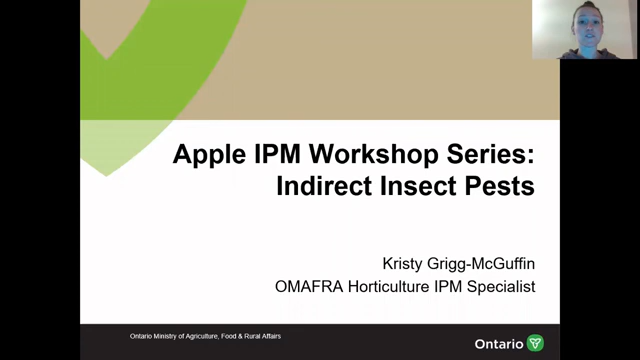 Apple IPM Workshop Series:
Indirect Insect Pests
Kristy Grigg-McGuffin
OMAFRA Horticulture IPM Specialist
Ontario Ministry of Agriculture, Food & Rural Affairs
Ontario